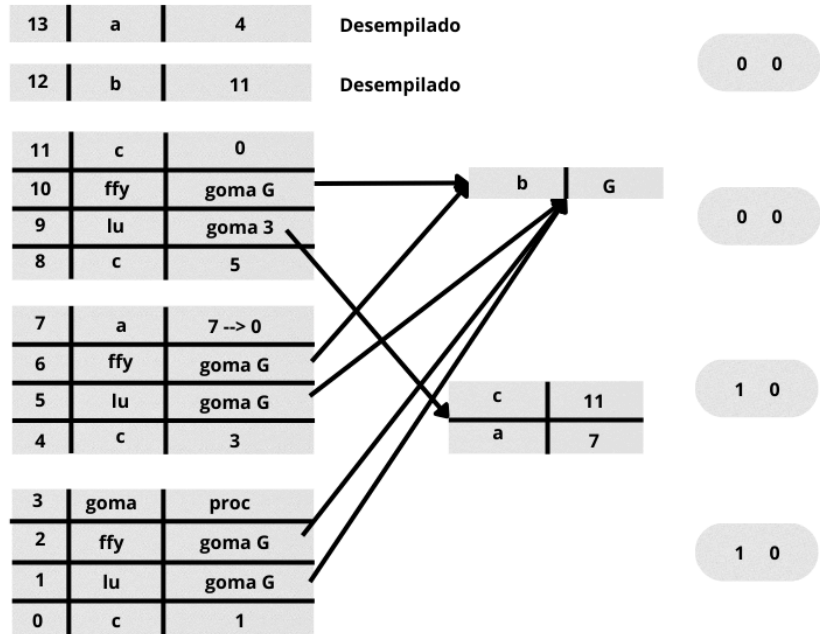 13 a 4 Desempilado
0 0
12 b 11 Desempilado
11 c 0
10 ffy goma G
b G
0 0
9 lu goma 3
8 c 5
7 a 7 --> 0
6 ffy goma G
5 lu goma G
c 11
1 0
4 c 3
a 7
3 goma proc
2 ffy goma G
1 0
1 lu goma G
0 c 1